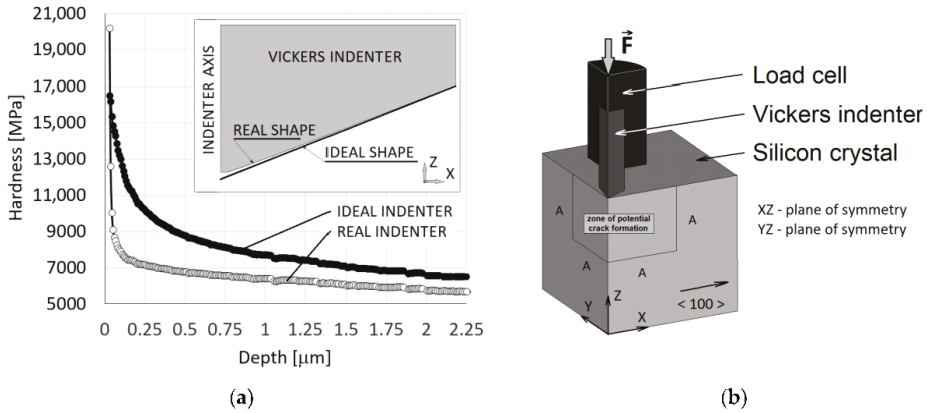 Hardness [MPa]
21,000
19,000
17,000
15,000
13,000
11,000
9000
7000
5000
0
0.25
0.5
0.75
1
1.25
1.5
1.75
2
2.25
Depth [μm]
INDENTER AXIS
VICKERS INDENTER
REAL SHAPE
IDEAL SHAPE
Z
X
IDEAL INDENTER
REAL INDENTER
(a)
F
Load cell
Vickers indenter
Silicon crystal
A
zone of potential
crack formation
A
A
A
XZ - plane of symmetry
YZ - plane of symmetry
< 100 >
Y
Z
X
(b)